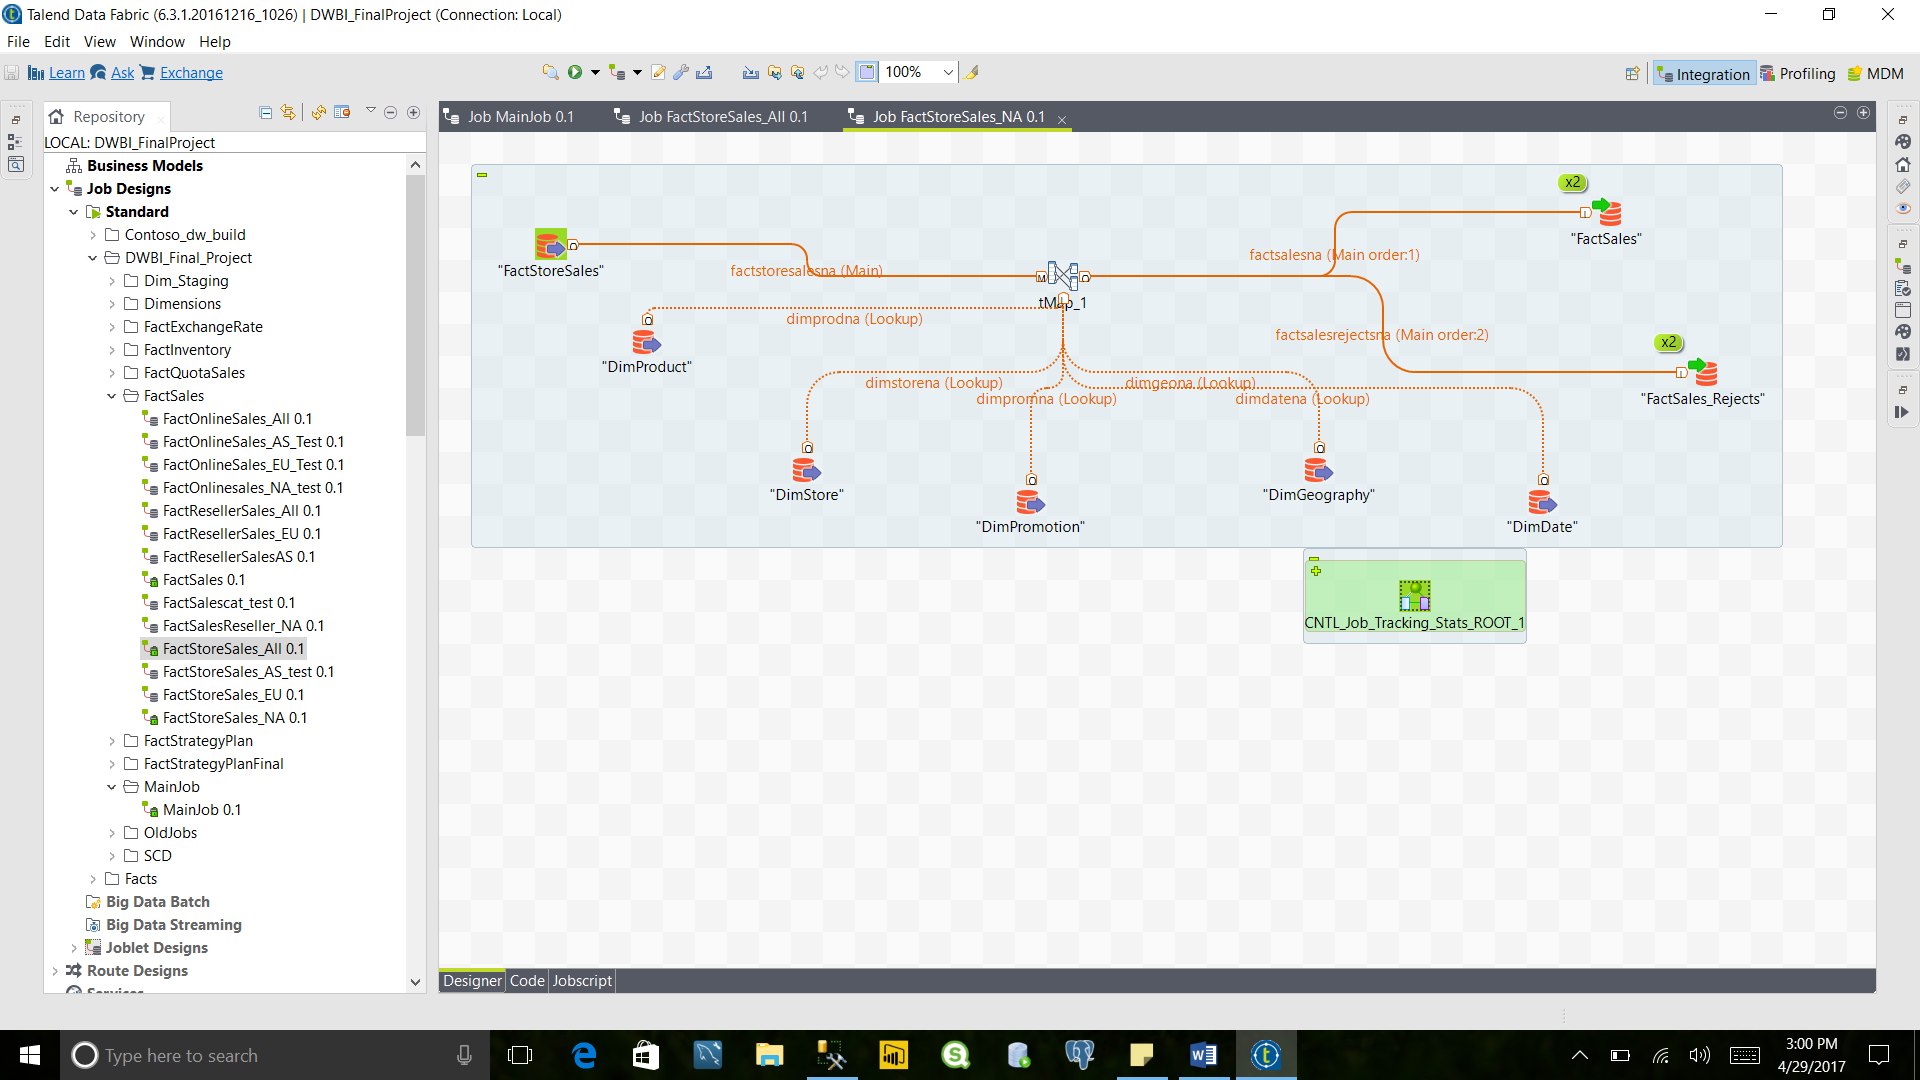 Talend Data Fabric (6.3.1.20161216_1026) | DWBI_FinalProject (Connection: Local)
File Edit View Window Help
Learn Ask Exchange
100%
Integration Profiling MDM
Repository
LOCAL: DWBI_FinalProject
Business Models
Job Designs
Standard
Contoso_dw_build
DWBI_Final_Project
Dim_Staging
Dimensions
FactExchangeRate
FactInventory
FactQuotaSales
FactSales
FactOnlineSales_All 0.1
FactOnlineSales_AS_Test 0.1
FactOnlineSales_EU_Test 0.1
FactOnlinesales_NA_test 0.1
FactResellerSales_All 0.1
FactResellerSales_EU 0.1
FactResellerSalesAS 0.1
FactSales 0.1
FactSalescat_test 0.1
FactSalesReseller_NA 0.1
FactStoreSales_All 0.1
FactStoreSales_AS_test 0.1
FactStoreSales_EU 0.1
FactStoreSales_NA 0.1
FactStrategyPlan
FactStrategyPlanFinal
MainJob
MainJob 0.1
OldJobs
SCD
Facts
Big Data Batch
Big Data Streaming
Joblet Designs
Route Designs
Services
Job MainJob 0.1 Job FactStoreSales_All 0.1 Job FactStoreSales_NA 0.1
x2
"FactSales"
"FactStoreSales"
factstoresalesna (Main)
factsalesna (Main order:1)
tMap_1
dimprodna (Lookup)
factsalesrejectsna (Main order:2)
x2
"DimProduct"
dimstorena (Lookup)
dimgeona (Lookup)
dimpromna (Lookup)
dimdatena (Lookup)
"FactSales_Rejects"
"DimStore"
"DimGeography"
"DimPromotion"
"DimDate"
CNTL_Job_Tracking_Stats_ROOT_1
Designer Code Jobscript
Type here to search
3:00 PM
4/29/2017